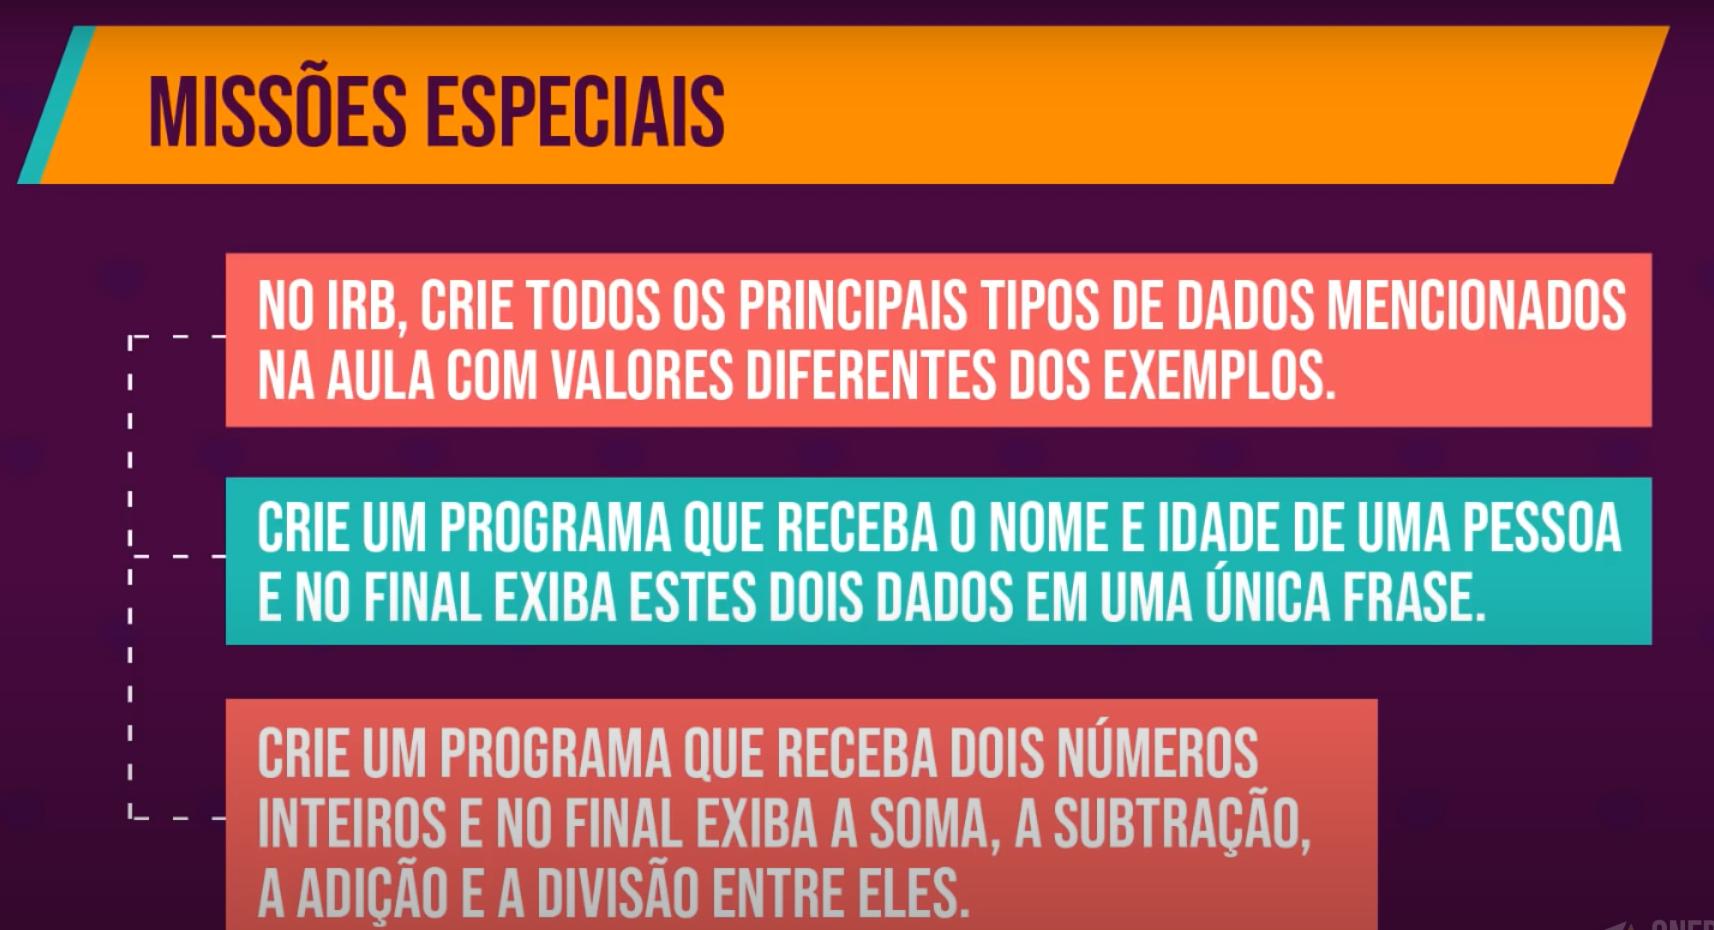 MISSÕES ESPECIAIS
NO IRB, CRIE TODOS OS PRINCIPAIS TIPOS DE DADOS MENCIONADOS
NA AULA COM VALORES DIFERENTES DOS EXEMPLOS.
CRIE UM PROGRAMA QUE RECEBA O NOME E IDADE DE UMA PESSOA
E NO FINAL EXIBA ESTES DOIS DADOS EM UMA ÚNICA FRASE.
CRIE UM PROGRAMA QUE RECEBA DOIS NÚMEROS
INTEIROS E NO FINAL EXIBA A SOMA, A SUBTRAÇÃO,
A ADIÇÃO E A DIVISÃO ENTRE ELES.